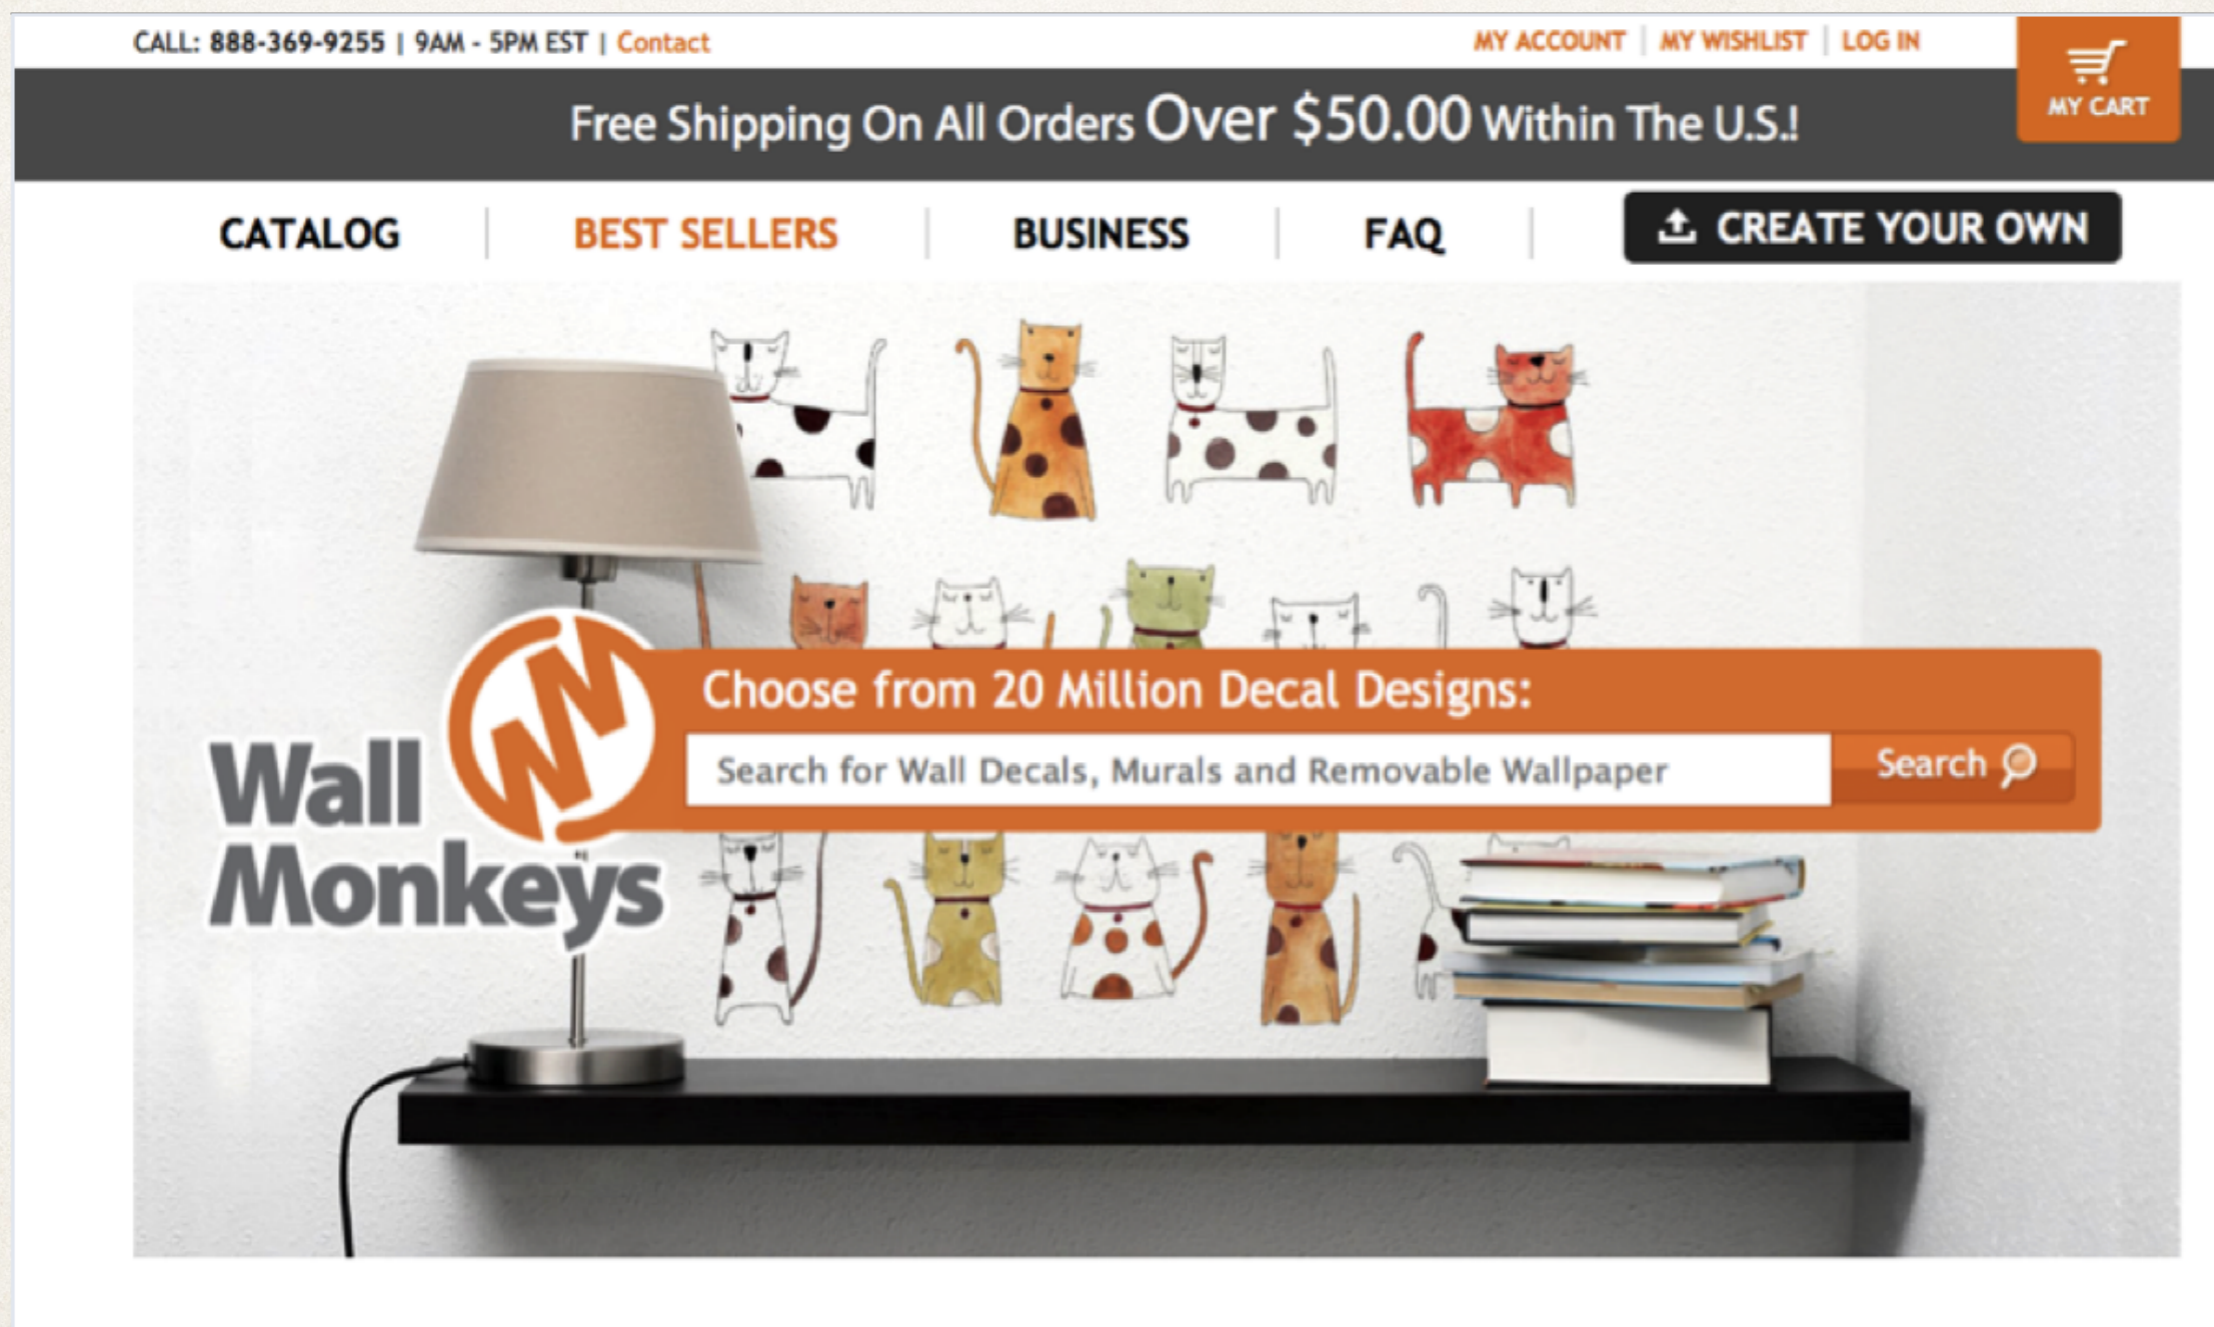 CALL: 888-369-9255 | 9AM - 5PM EST | Contact
MY ACCOUNT | MY WISHLIST | LOG IN
MY CART
Free Shipping On All Orders Over $50.00 Within The U.S.!
CATALOG
BEST SELLERS
BUSINESS
FAQ
CREATE YOUR OWN
Wall
Monkeys
Choose from 20 Million Decal Designs:
Search for Wall Decals, Murals and Removable Wallpaper
Search